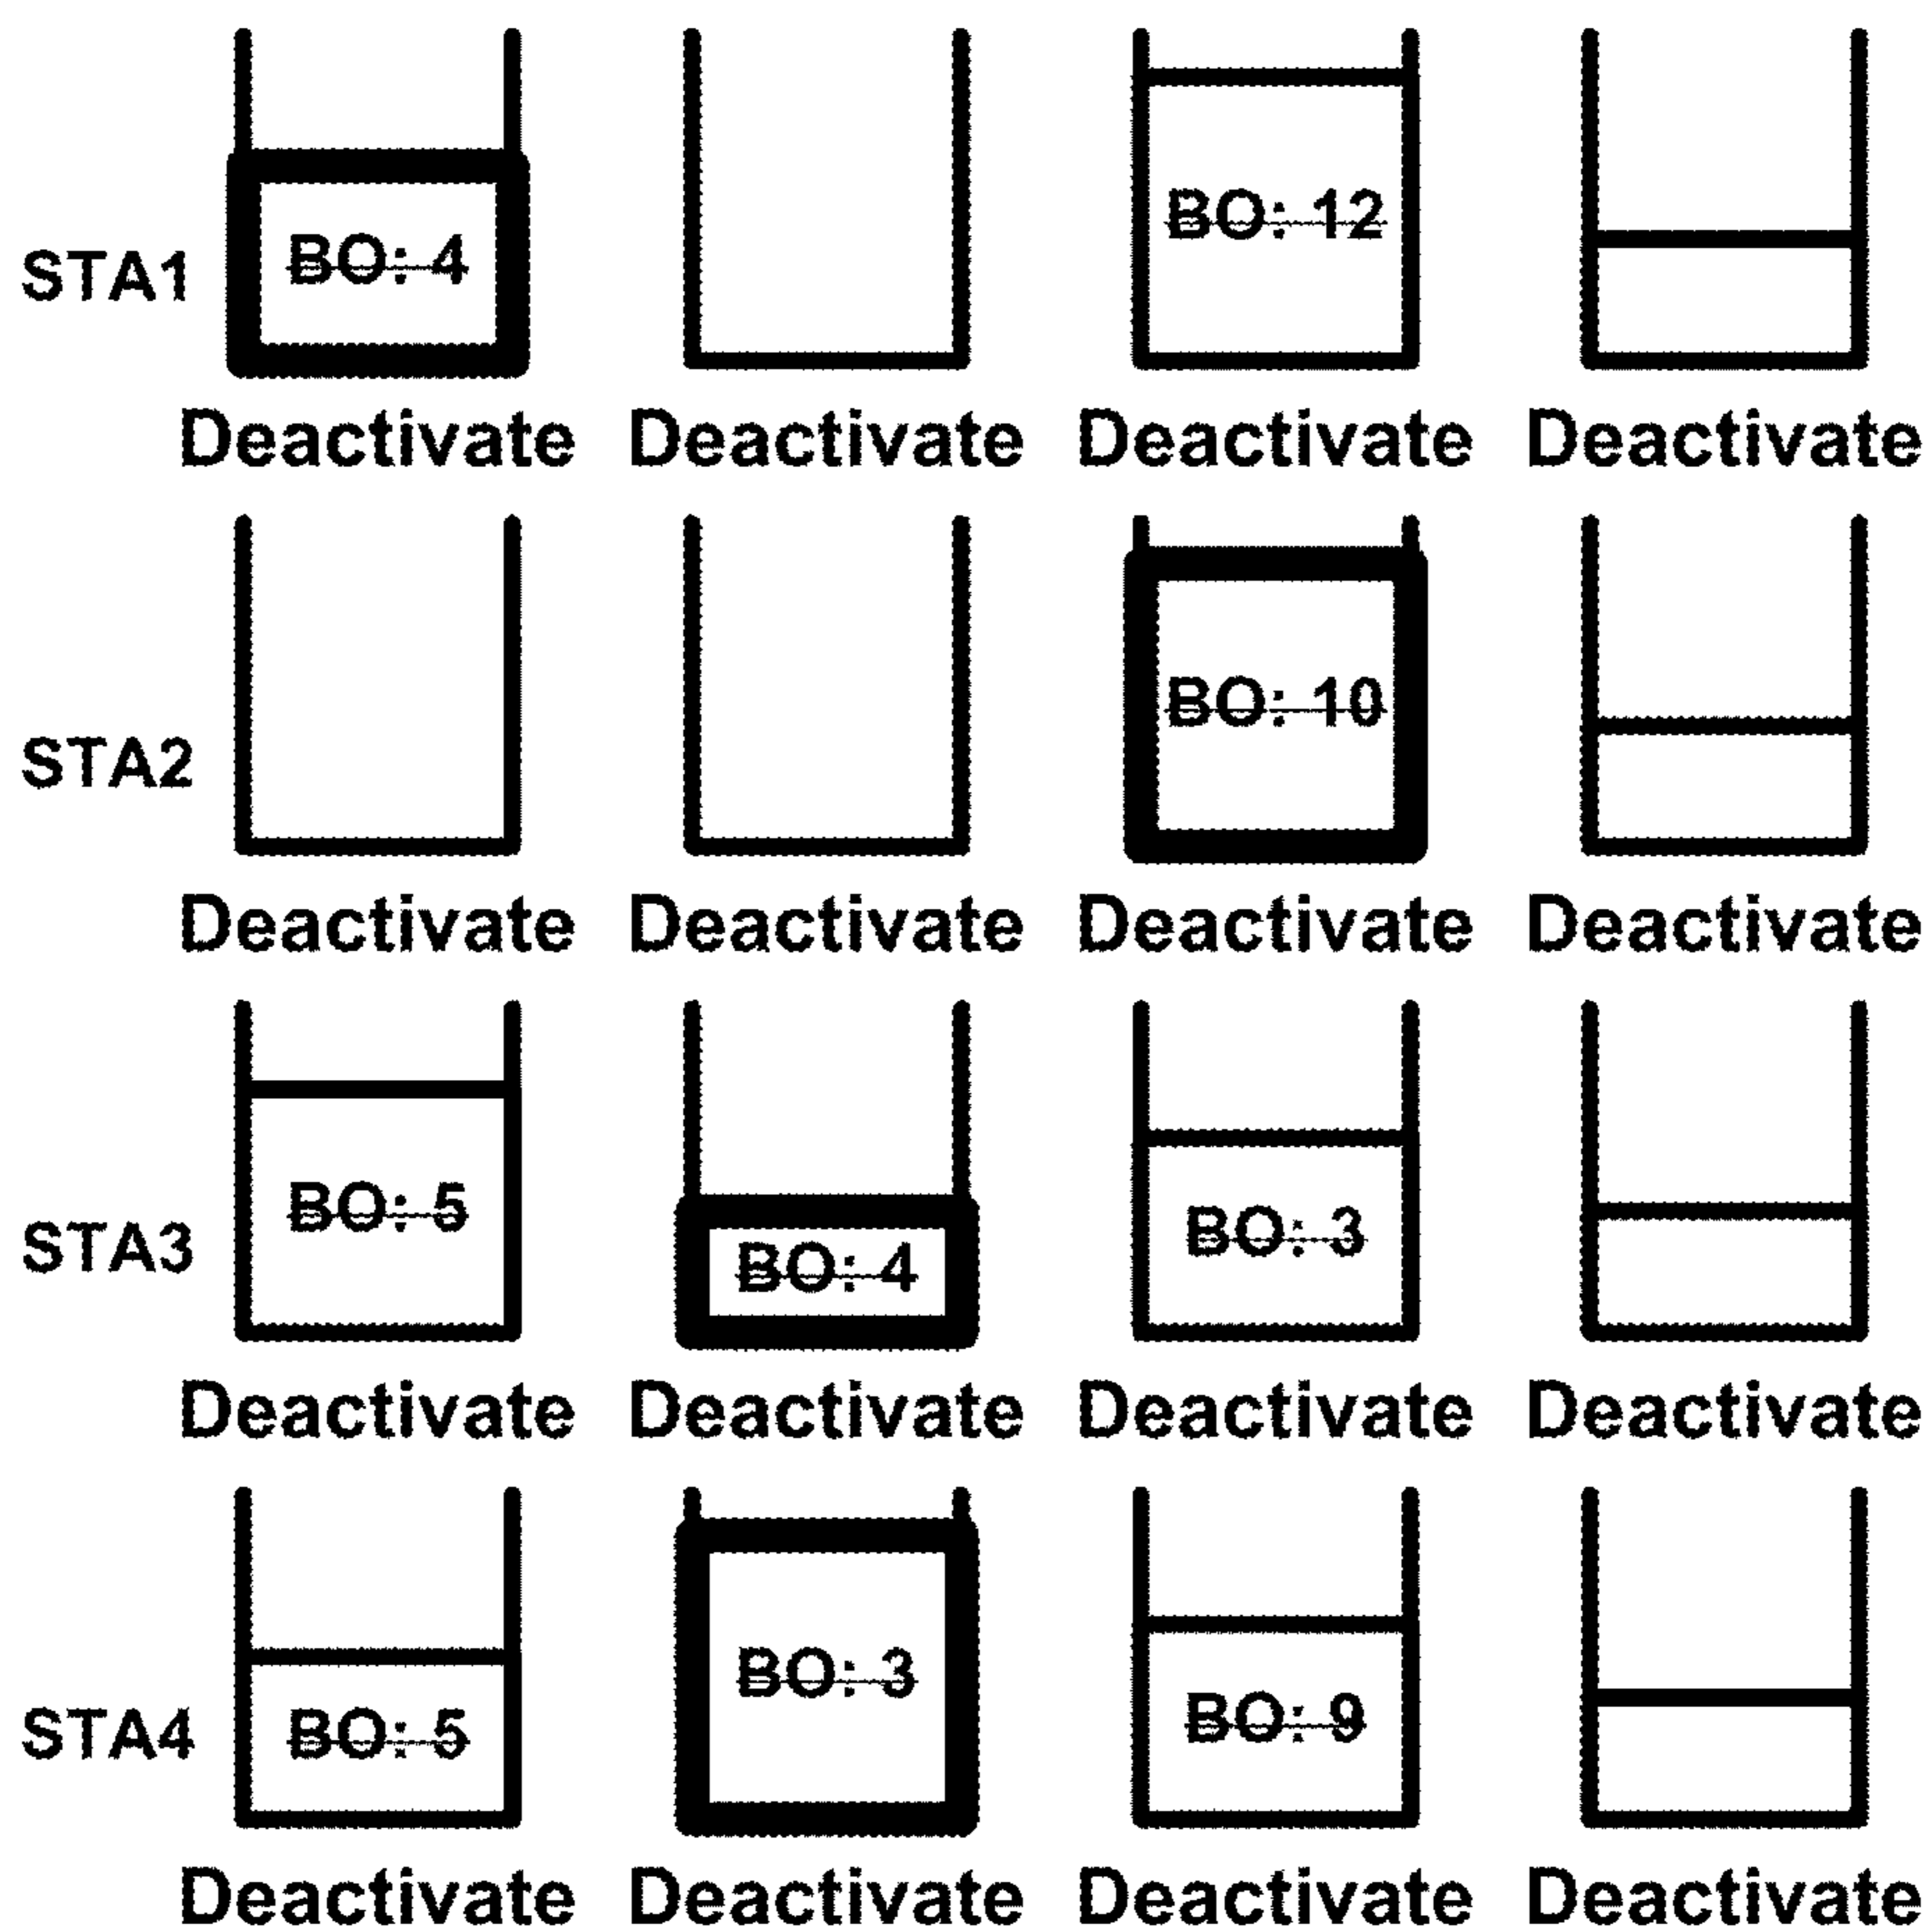 BO: 4 BO: 12
STA1
Deactivate Deactivate Deactivate Deactivate
STA2 BO: 10
Deactivate Deactivate Deactivate Deactivate
STA3 BO: 5 BO: 4 BO: 3
Deactivate Deactivate Deactivate Deactivate
STA4 BO: 5 BO: 3 BO: 9
Deactivate Deactivate Deactivate Deactivate